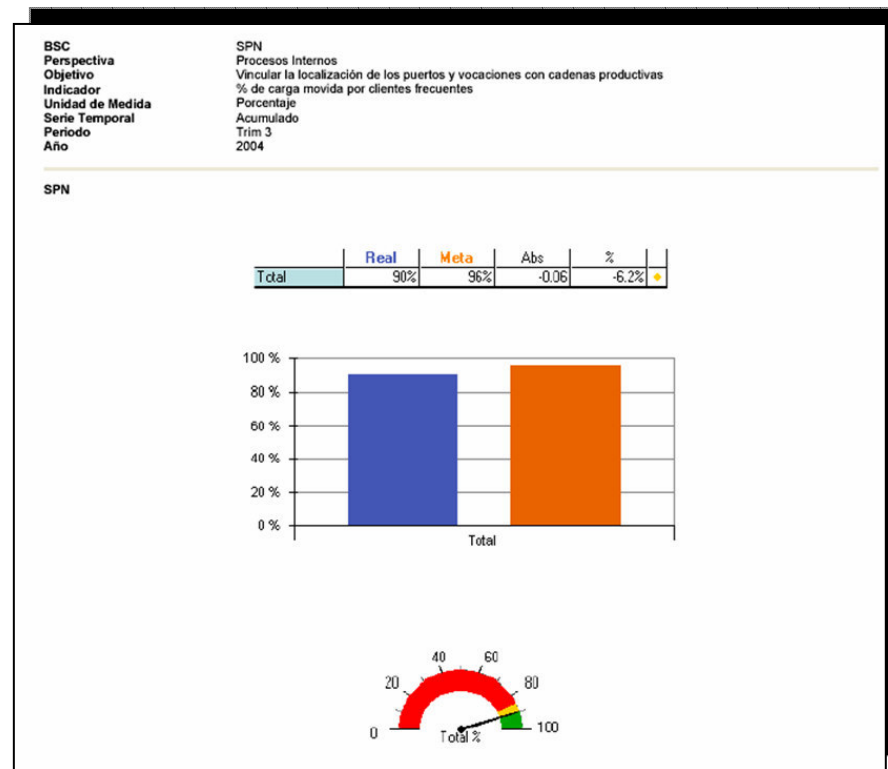 BSC SPN
Perspectiva Procesos Internos
Objetivo Vincular la localización de los puertos y vocaciones con cadenas productivas
Indicador % de carga movida por clientes frecuentes
Unidad de Medida Porcentaje
Serie Temporal Acumulado
Periodo Trim 3
Año 2004
SPN
Real Meta Abs %
Total 90% 96% -0.06 -6.2%
100 %
80 %
60 %
40 %
20 %
0 %
Total
40 60
20 80
0 Total % 100